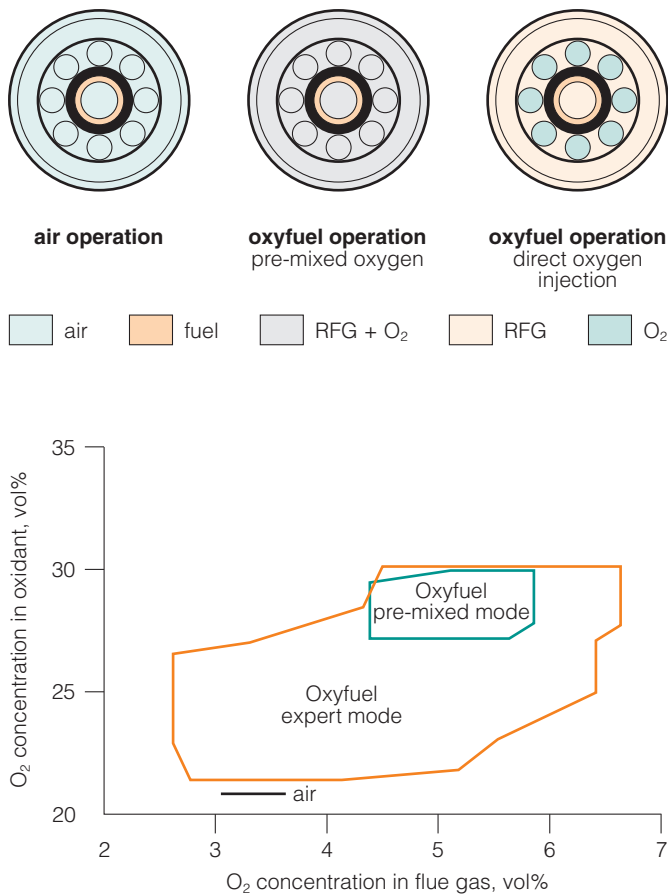 air operation
oxyfuel operation
pre-mixed oxygen
oxyfuel operation
direct oxygen
injection
air
fuel
RFG + O₂
RFG
O₂
35
30
25
20
O₂ concentration in oxidant, vol%
Oxyfuel
pre-mixed mode
Oxyfuel
expert mode
air
2
3
4
5
6
7
O₂ concentration in flue gas, vol%